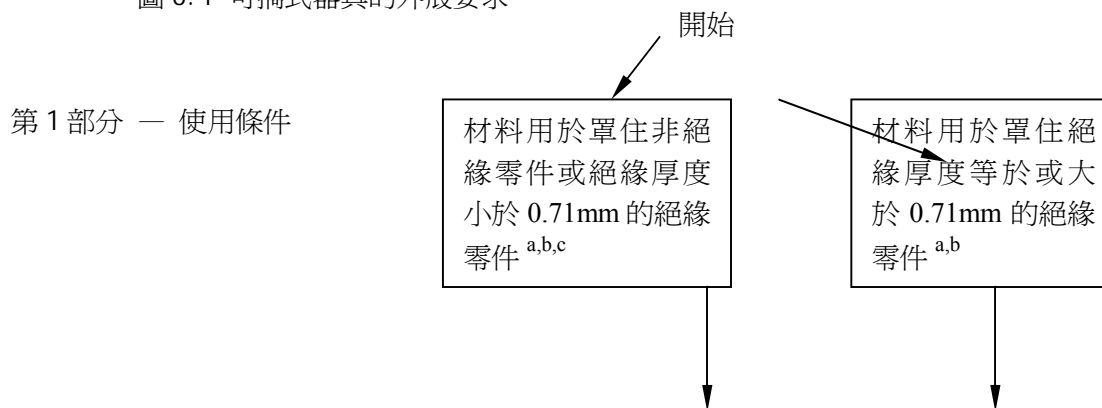 開始
第 1 部分 — 使用條件
材料用於罩住非絕
緣零件或絕緣厚度
小於 0.71mm 的絕緣
零件 a,b,c
材料用於罩住絕
緣厚度等於或大
於 0.71mm 的絕緣
零件 a,b